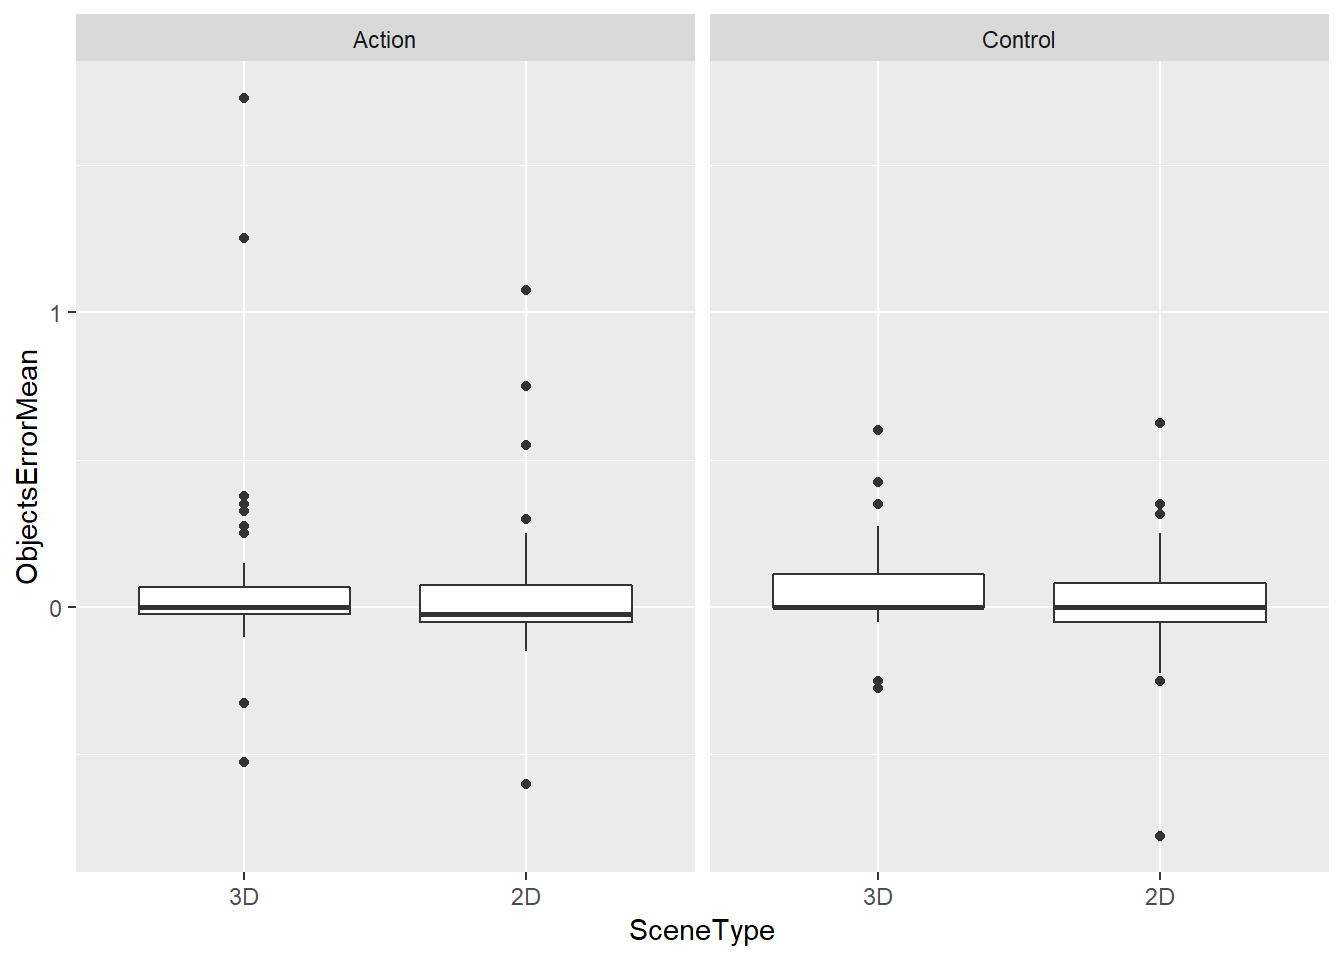 Action
Control
ObjectsErrorMean
1
0
3D
2D
3D
2D
SceneType